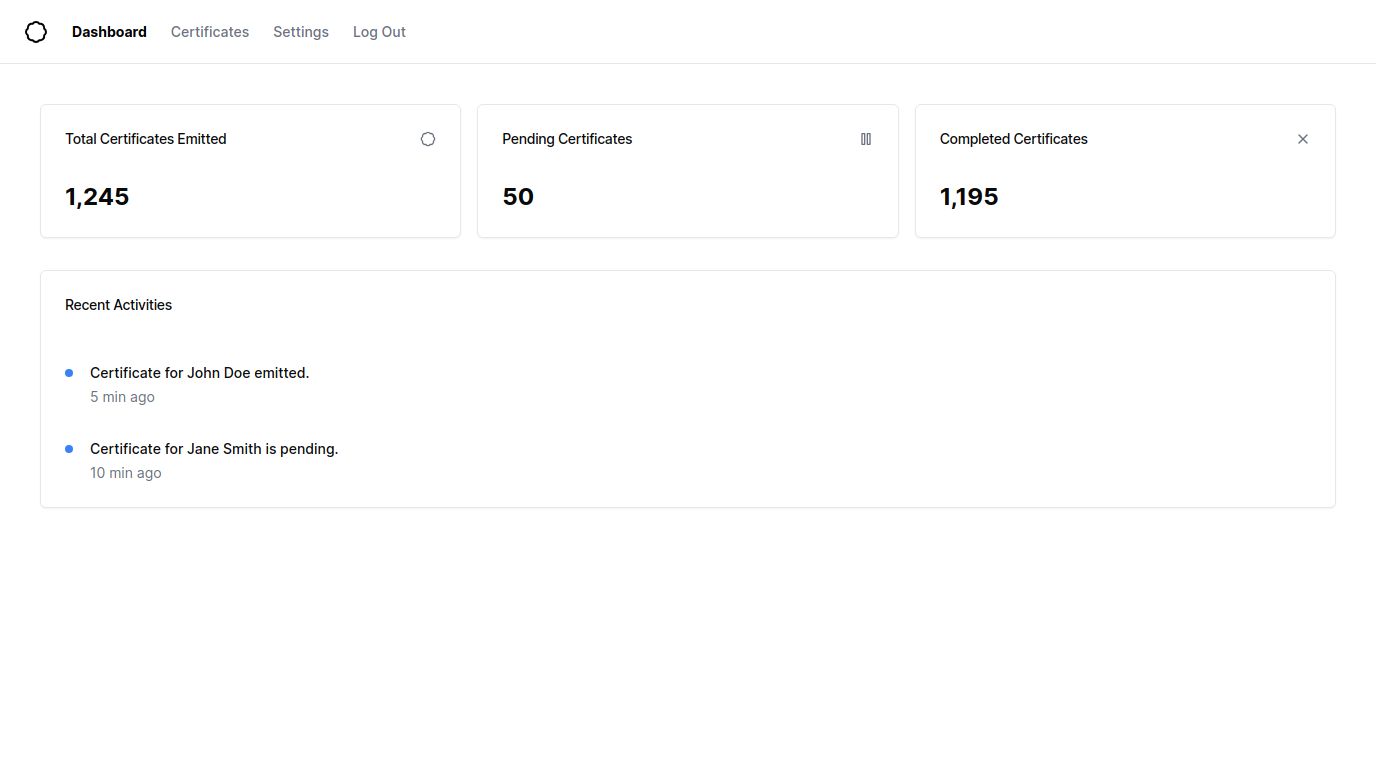 Dashboard Certificates Settings Log Out
Total Certificates Emitted
1,245
Pending Certificates
50
Completed Certificates
1,195
Recent Activities
Certificate for John Doe emitted.
5 min ago
Certificate for Jane Smith is pending.
10 min ago